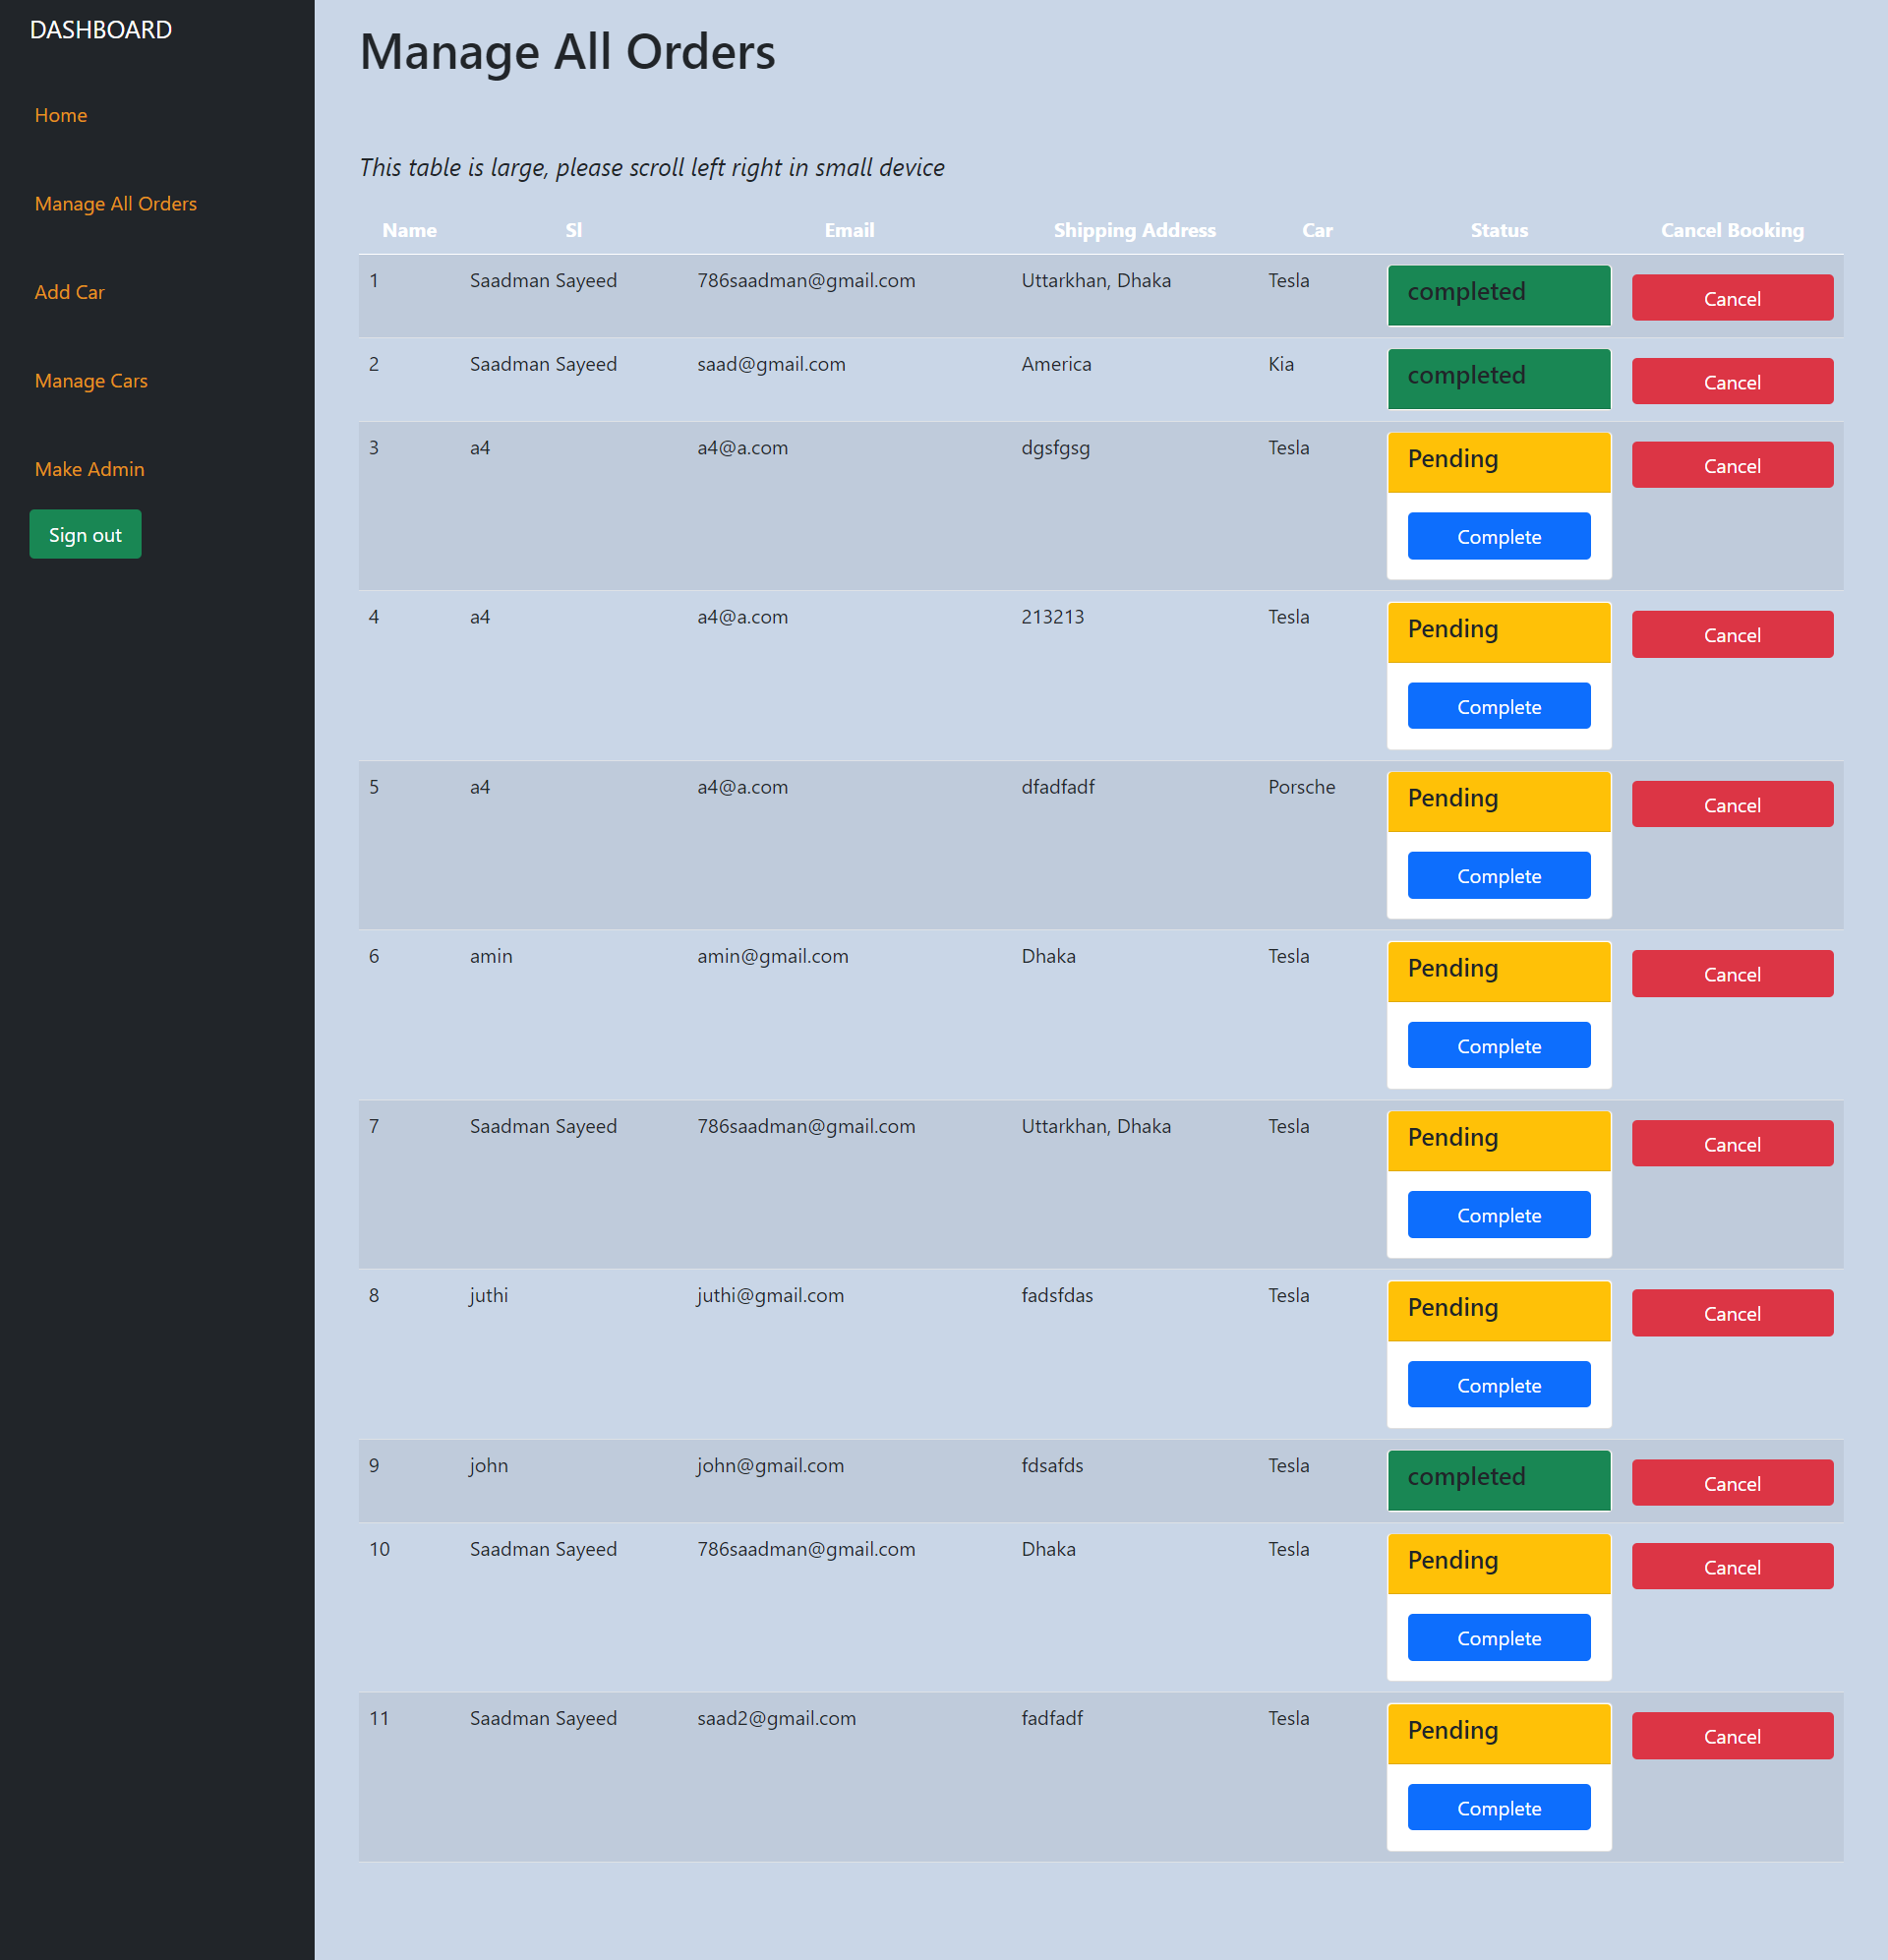 DASHBOARD
Home
Manage All Orders
Add Car
Manage Cars
Make Admin
Sign out
Manage All Orders
This table is large, please scroll left right in small device
Name Sl Email Shipping Address Car Status Cancel Booking
1 Saadman Sayeed 786saadman@gmail.com Uttarkhan, Dhaka Tesla completed Cancel
2 Saadman Sayeed saad@gmail.com America Kia completed Cancel
3 a4 a4@a.com dgsfgsg Tesla Pending Cancel
Complete
4 a4 a4@a.com 213213 Tesla Pending Cancel
Complete
5 a4 a4@a.com dfadfadf Porsche Pending Cancel
Complete
6 amin amin@gmail.com Dhaka Tesla Pending Cancel
Complete
7 Saadman Sayeed 786saadman@gmail.com Uttarkhan, Dhaka Tesla Pending Cancel
Complete
8 juthi juthi@gmail.com fadsfdas Tesla Pending Cancel
Complete
9 john john@gmail.com fdsafds Tesla completed Cancel
10 Saadman Sayeed 786saadman@gmail.com Dhaka Tesla Pending Cancel
Complete
11 Saadman Sayeed saad2@gmail.com fadfadf Tesla Pending Cancel
Complete